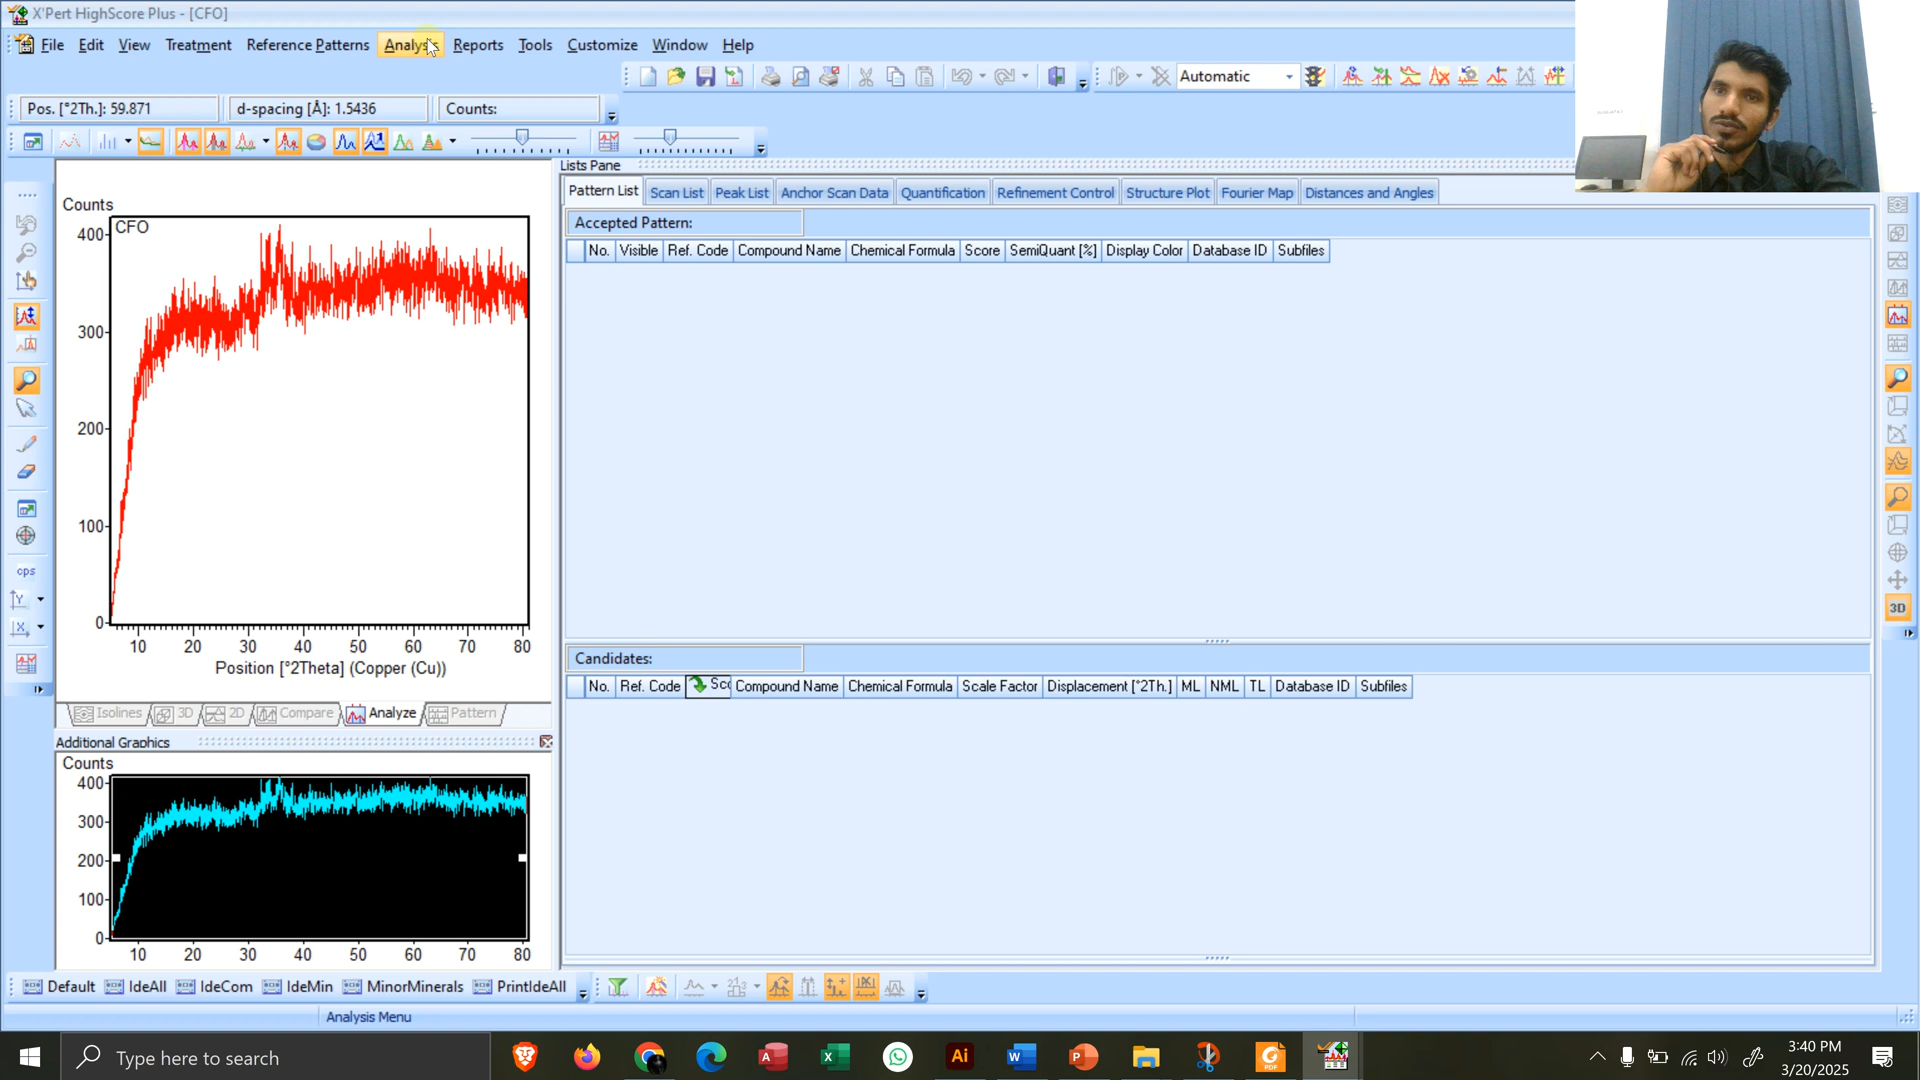 X'Pert HighScore Plus - [CFO]
File Edit View Treatment Reference Patterns Analysis Reports Tools Customize Window Help
Automatic
Pos. [°2Th.]: 59.871 d-spacing [Å]: 1.5436 Counts:
Lists Pane
Pattern List Scan List Peak List Anchor Scan Data Quantification Refinement Control Structure Plot Fourier Map Distances and Angles
Accepted Pattern:
No. Visible Ref. Code Compound Name Chemical Formula Score SemiQuant [%] Display Color Database ID Subfiles
Counts
CFO
400
300
200
100
0
10 20 30 40 50 60 70 80
Position [°2Theta] (Copper (Cu))
ops
Y
X
3D
Candidates:
No. Ref. Code Sco Compound Name Chemical Formula Scale Factor Displacement [°2Th.] ML NML TL Database ID Subfiles
Isolines 3D 2D Compare Analyze Pattern
Additional Graphics
Counts
400
300
200
100
0
10 20 30 40 50 60 70 80
Default IdeAll IdeCom IdeMin MinorMinerals PrintIdeAll
Analysis Menu
Type here to search
3:40 PM
3/20/2025